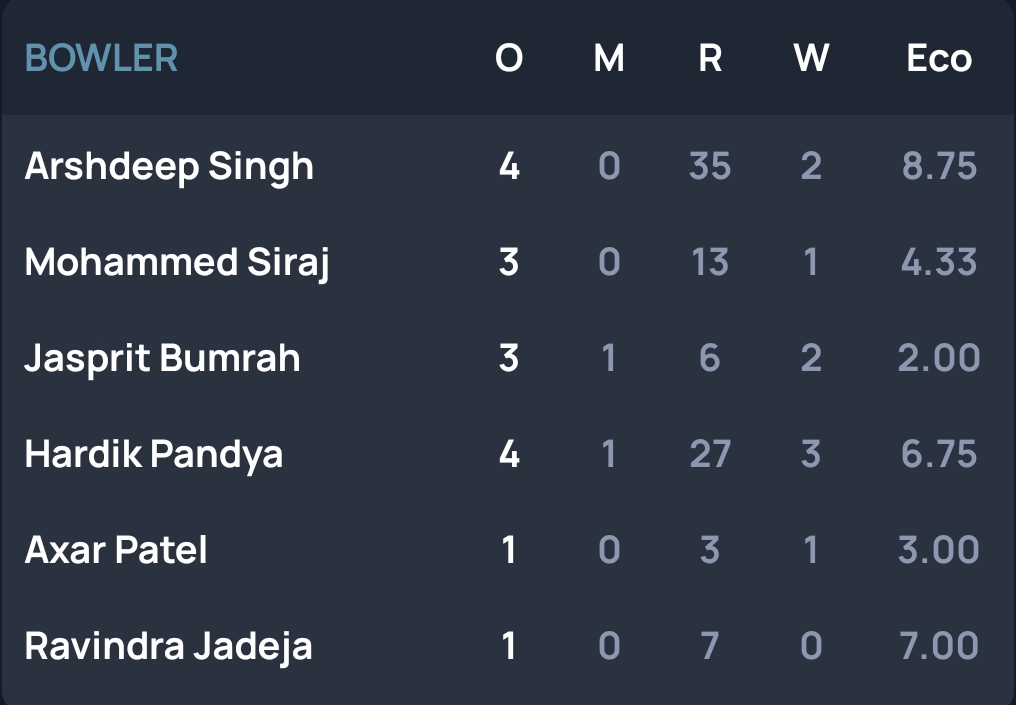 BOWLER O M R W Eco
Arshdeep Singh 4 0 35 2 8.75
Mohammed Siraj 3 0 13 1 4.33
Jasprit Bumrah 3 1 6 2 2.00
Hardik Pandya 4 1 27 3 6.75
Axar Patel 1 0 3 1 3.00
Ravindra Jadeja 1 0 7 0 7.00